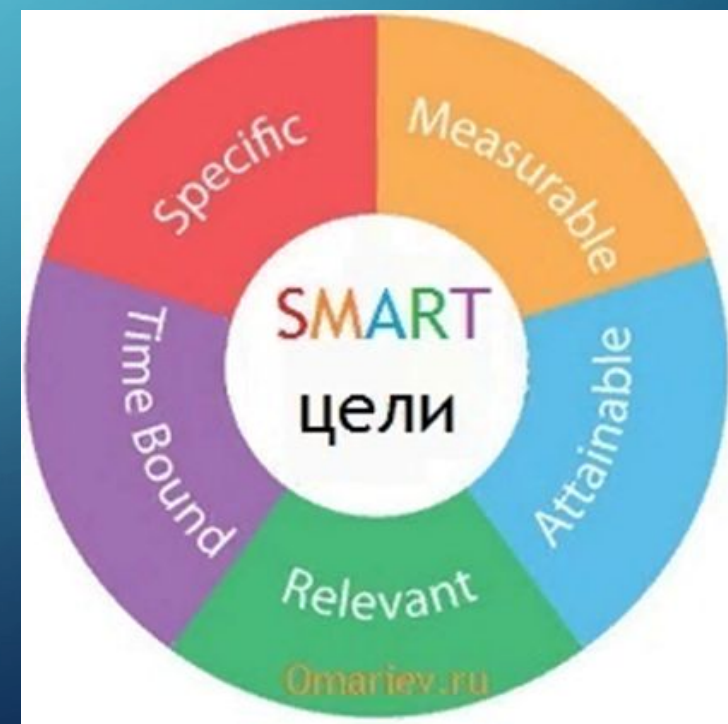 Specific
Measurable
Attainable
Relevant
Time Bound
SMART
цели
Omariev.ru